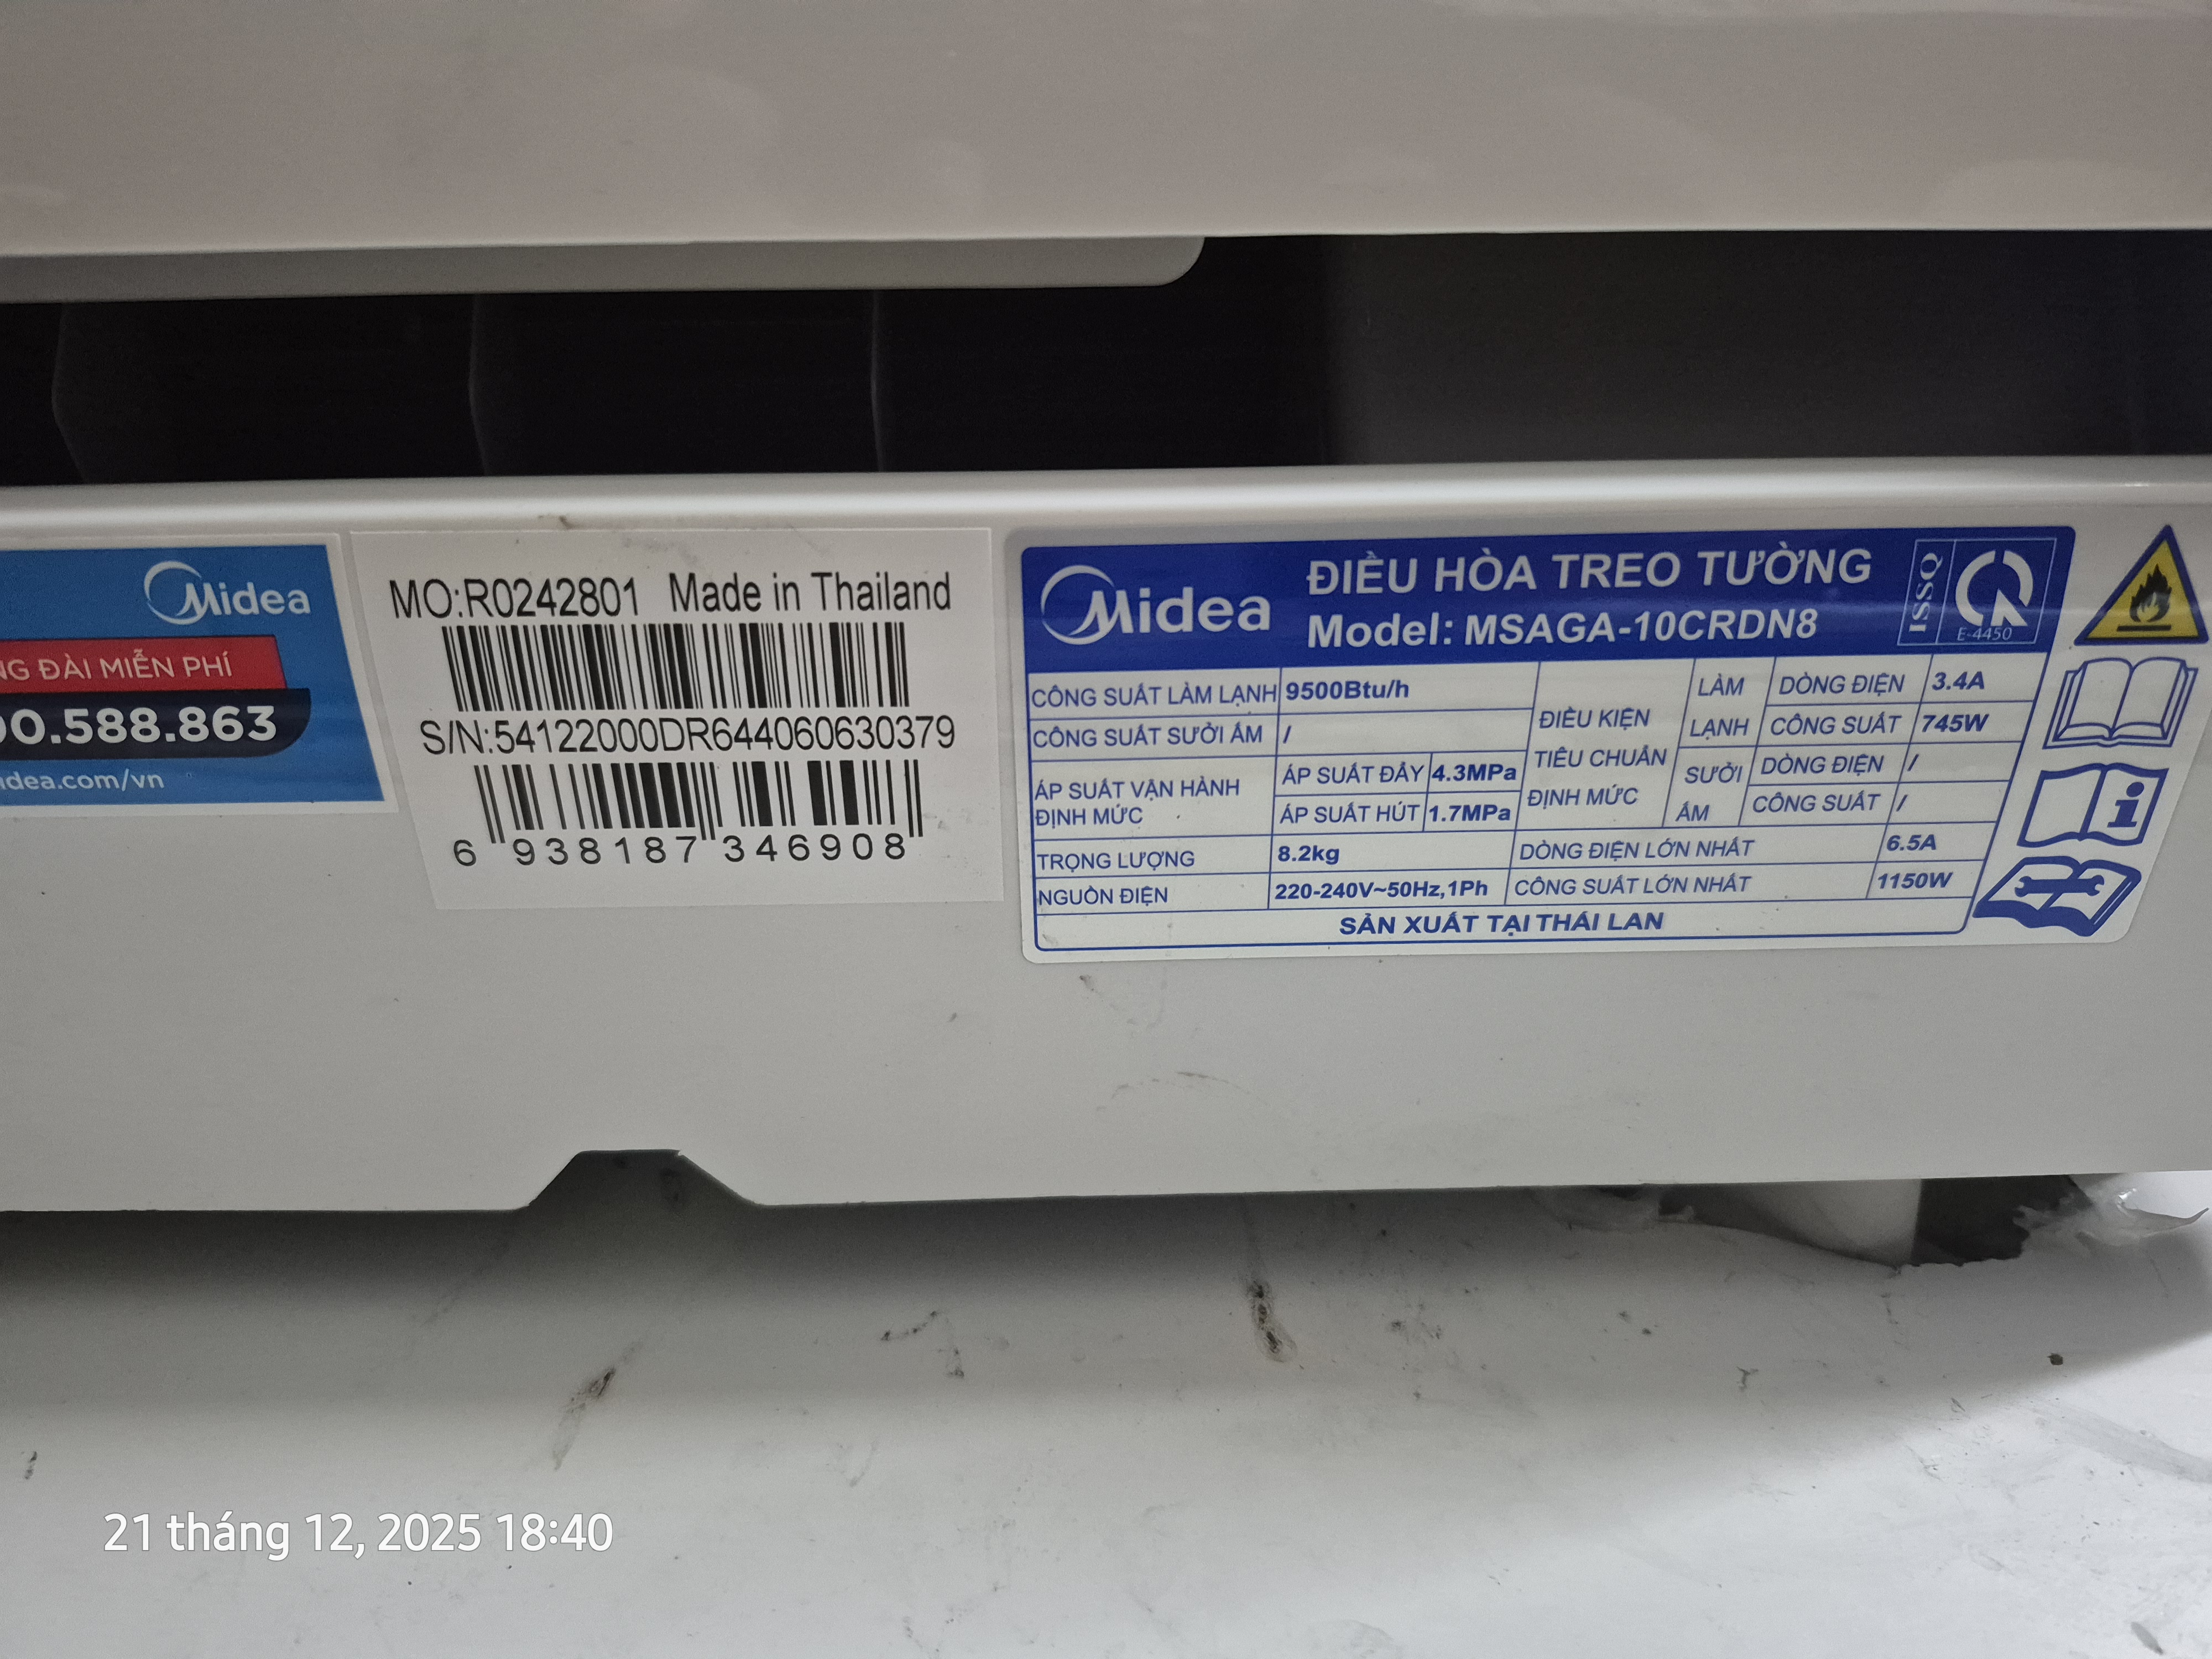 Midea
NG ĐÀI MIỄN PHÍ
00.588.863
idea.com/vn
MO:R0242801 Made in Thailand
S/N:54122000DR644060630379
6 938187 346908
Midea
ĐIỀU HÒA TREO TƯỜNG
Model: MSAGA-10CRDN8
ISSQ
E-4450
CÔNG SUẤT LÀM LẠNH 9500Btu/h
CÔNG SUẤT SƯỞI ẤM /
ÁP SUẤT VẬN HÀNH
ĐỊNH MỨC
ÁP SUẤT ĐẨY 4.3MPa
ÁP SUẤT HÚT 1.7MPa
ĐIỀU KIỆN
TIÊU CHUẨN
ĐỊNH MỨC
LÀM
LẠNH
DÒNG ĐIỆN 3.4A
CÔNG SUẤT 745W
SƯỞI
ẤM
DÒNG ĐIỆN /
CÔNG SUẤT /
TRỌNG LƯỢNG 8.2kg
DÒNG ĐIỆN LỚN NHẤT 6.5A
NGUỒN ĐIỆN 220-240V~50Hz,1Ph
CÔNG SUẤT LỚN NHẤT 1150W
SẢN XUẤT TẠI THÁI LAN
21 tháng 12, 2025 18:40